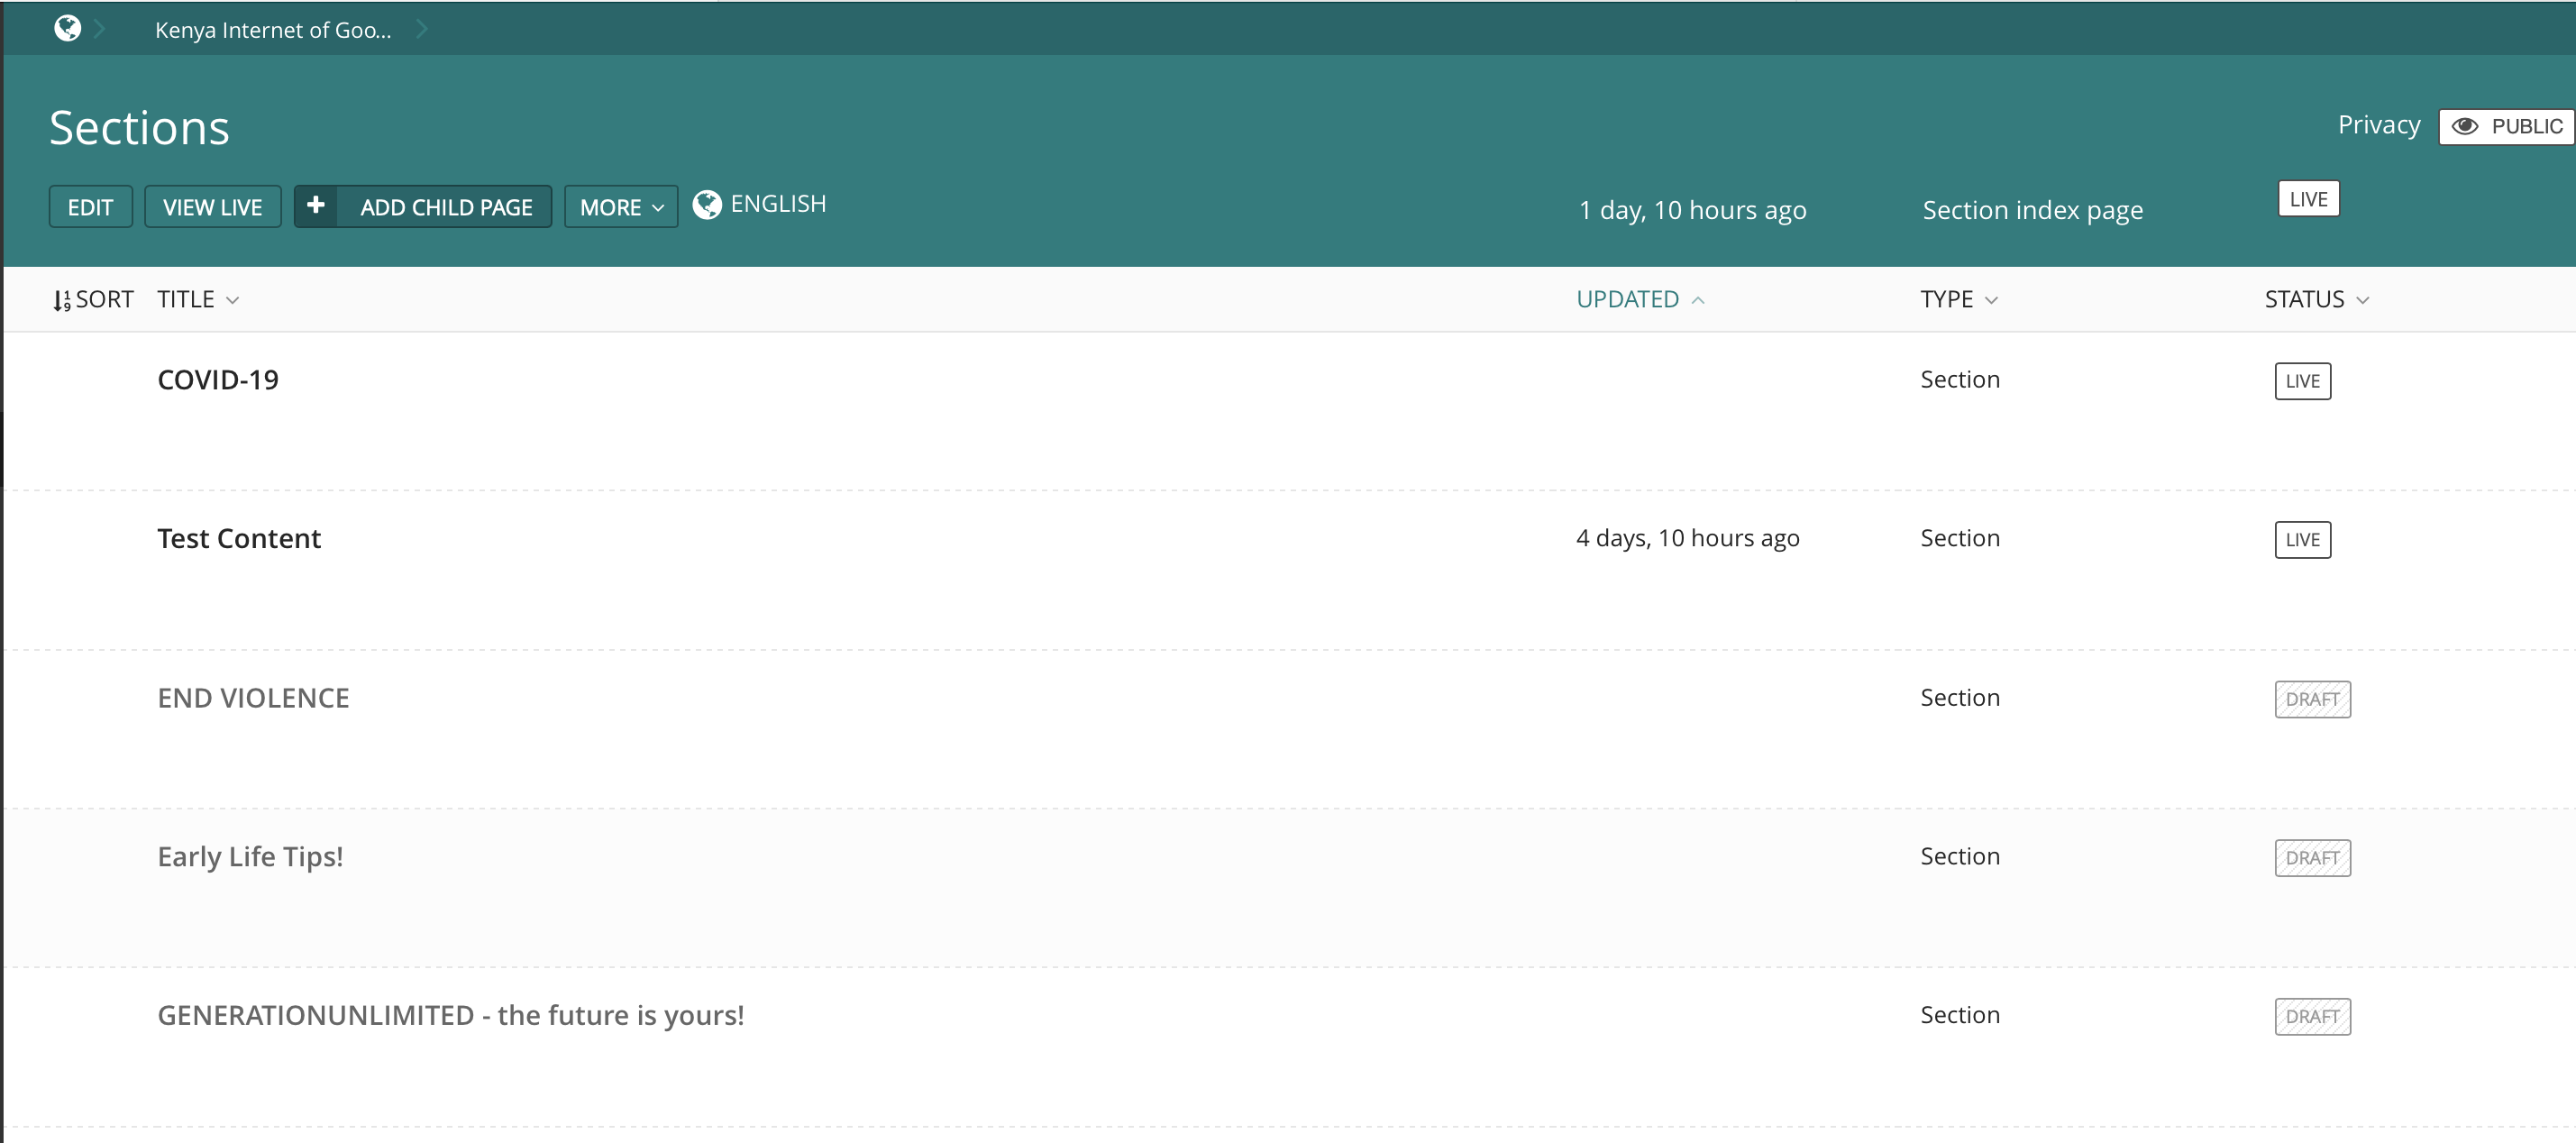 Kenya Internet of Goo...
Sections
Privacy PUBLIC
EDIT VIEW LIVE + ADD CHILD PAGE MORE ENGLISH 1 day, 10 hours ago Section index page LIVE
SORT TITLE UPDATED TYPE STATUS
COVID-19 Section LIVE
Test Content 4 days, 10 hours ago Section LIVE
END VIOLENCE Section DRAFT
Early Life Tips! Section DRAFT
GENERATIONUNLIMITED - the future is yours! Section DRAFT